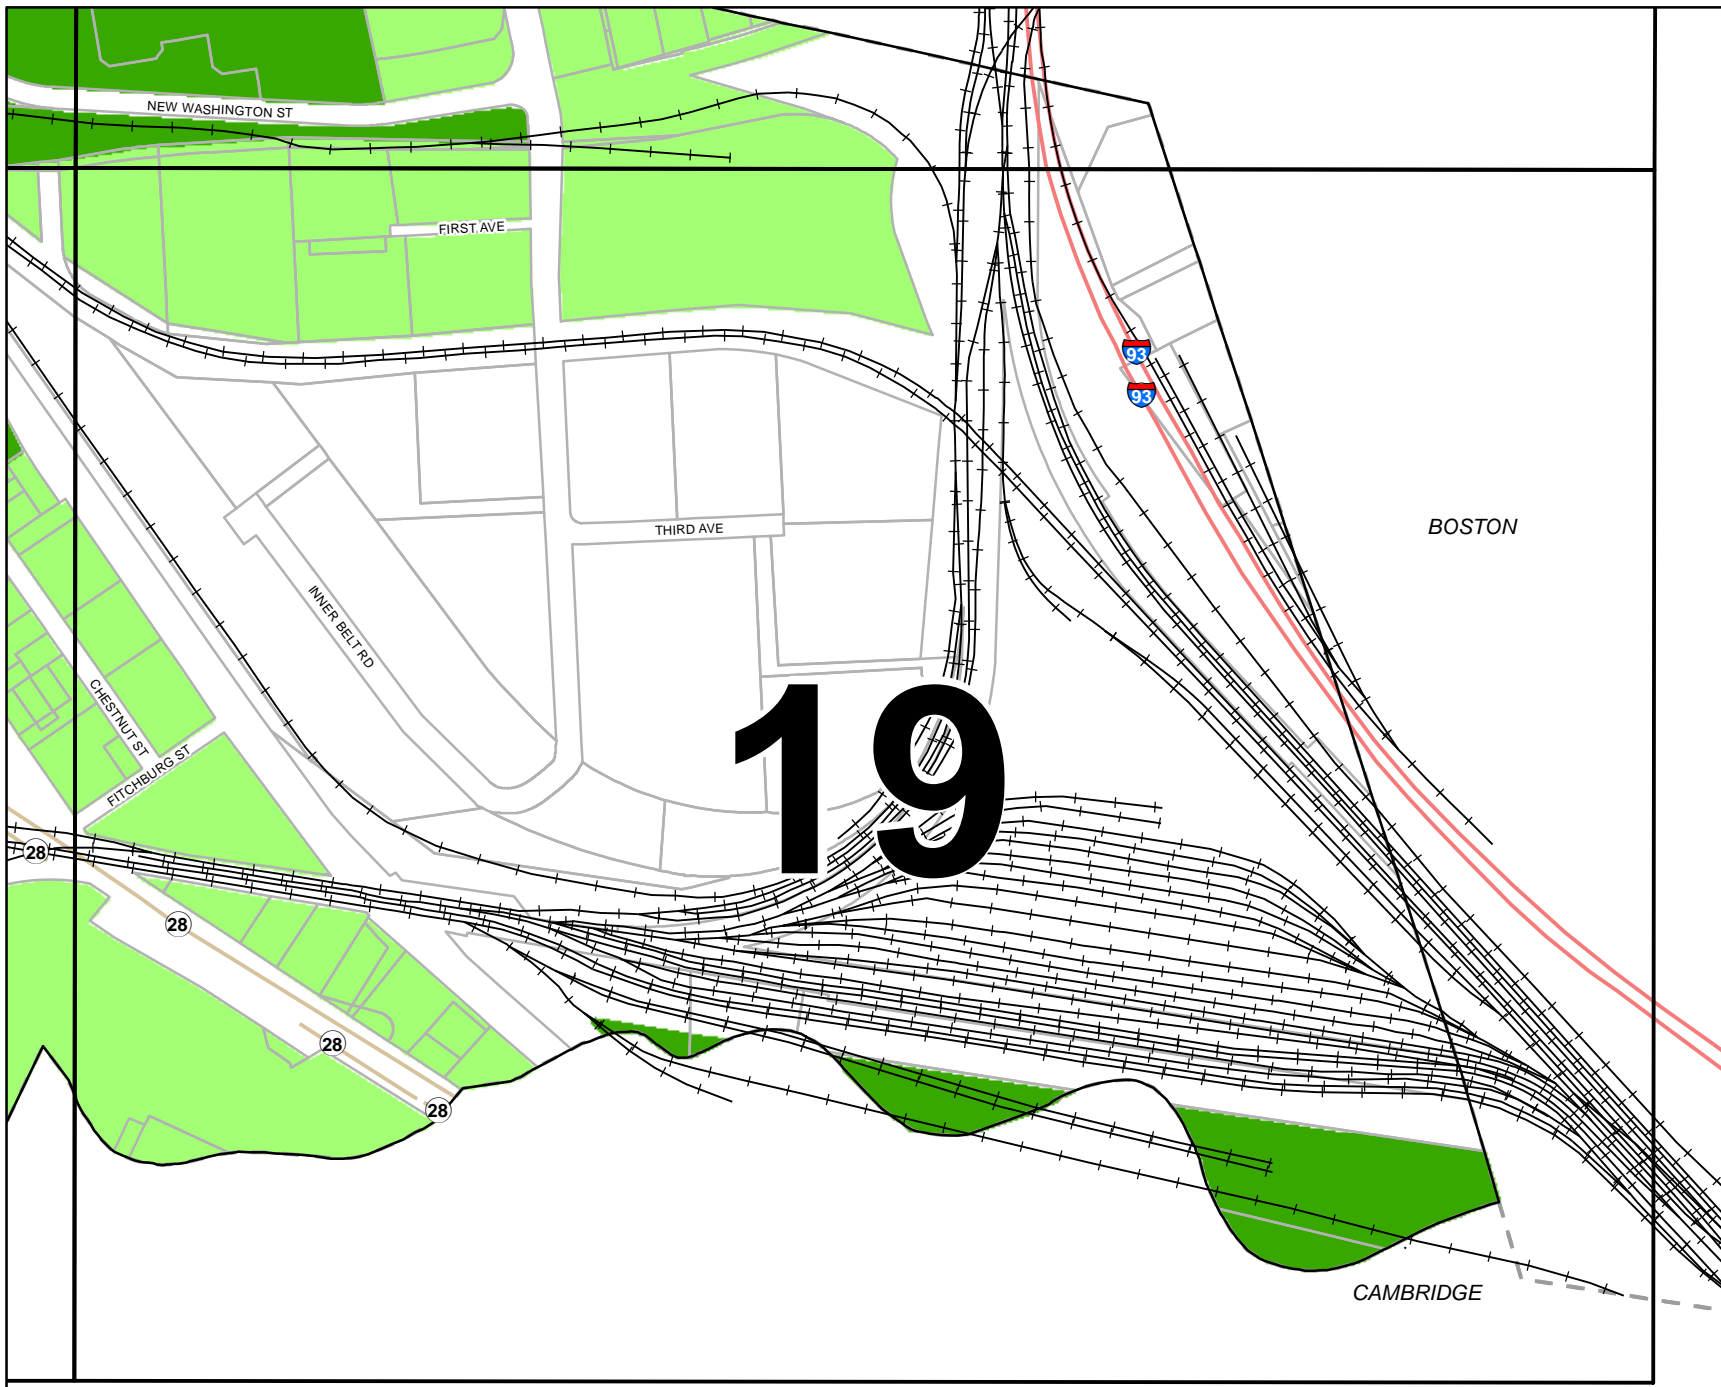 NEW WASHINGTON ST
FIRST AVE
93
93
BOSTON
THIRD AVE
INNER BELT RD
CHESTNUT ST
FITCHBURG ST
19
28
28
28
28
CAMBRIDGE